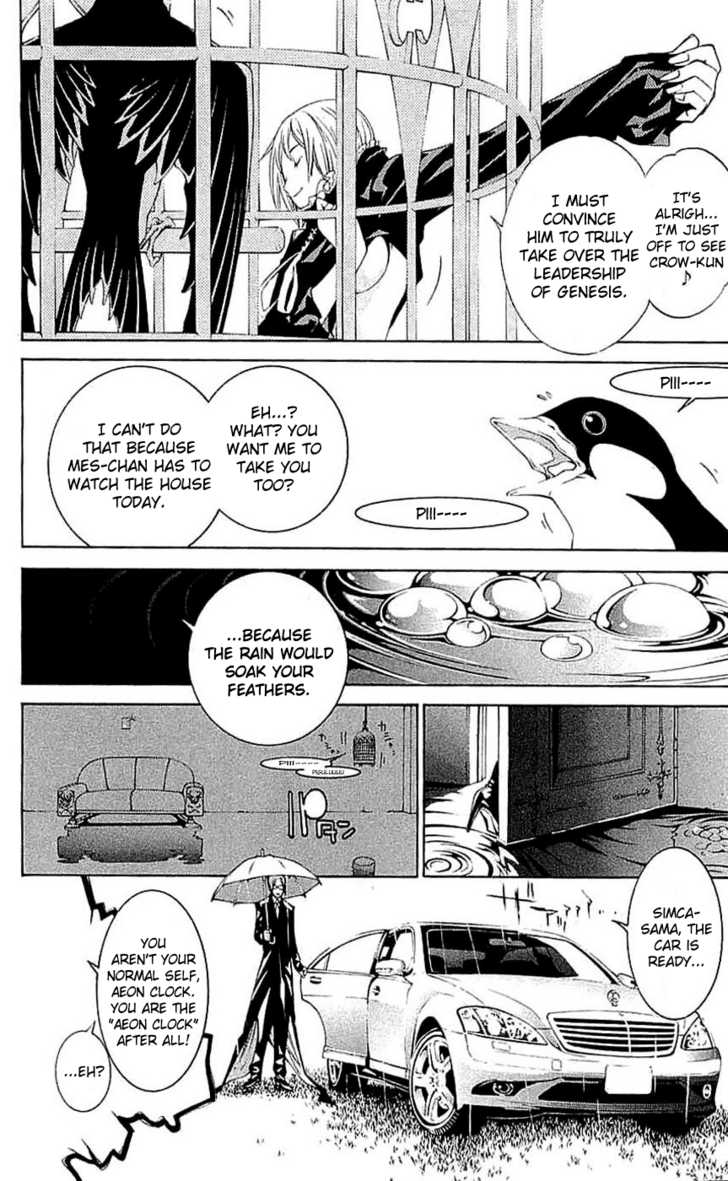 IT'S
ALRIGH...
I'M JUST
OFF TO SEE
CROW-KUN
♪
I MUST
CONVINCE
HIM TO TRULY
TAKE OVER THE
LEADERSHIP
OF GENESIS.
PIII----
EH...?
WHAT? YOU
WANT ME TO
TAKE YOU
TOO?
I CAN'T DO
THAT BECAUSE
MES-CHAN HAS TO
WATCH THE HOUSE
TODAY.
PIII----
...BECAUSE
THE RAIN WOULD
SOAK YOUR
FEATHERS.
PIII-----
パタン
SIMCA-
SAMA, THE
CAR IS
READY...
YOU
AREN'T YOUR
NORMAL SELF,
AEON CLOCK.
YOU ARE THE
"AEON CLOCK"
AFTER ALL!
...EH?